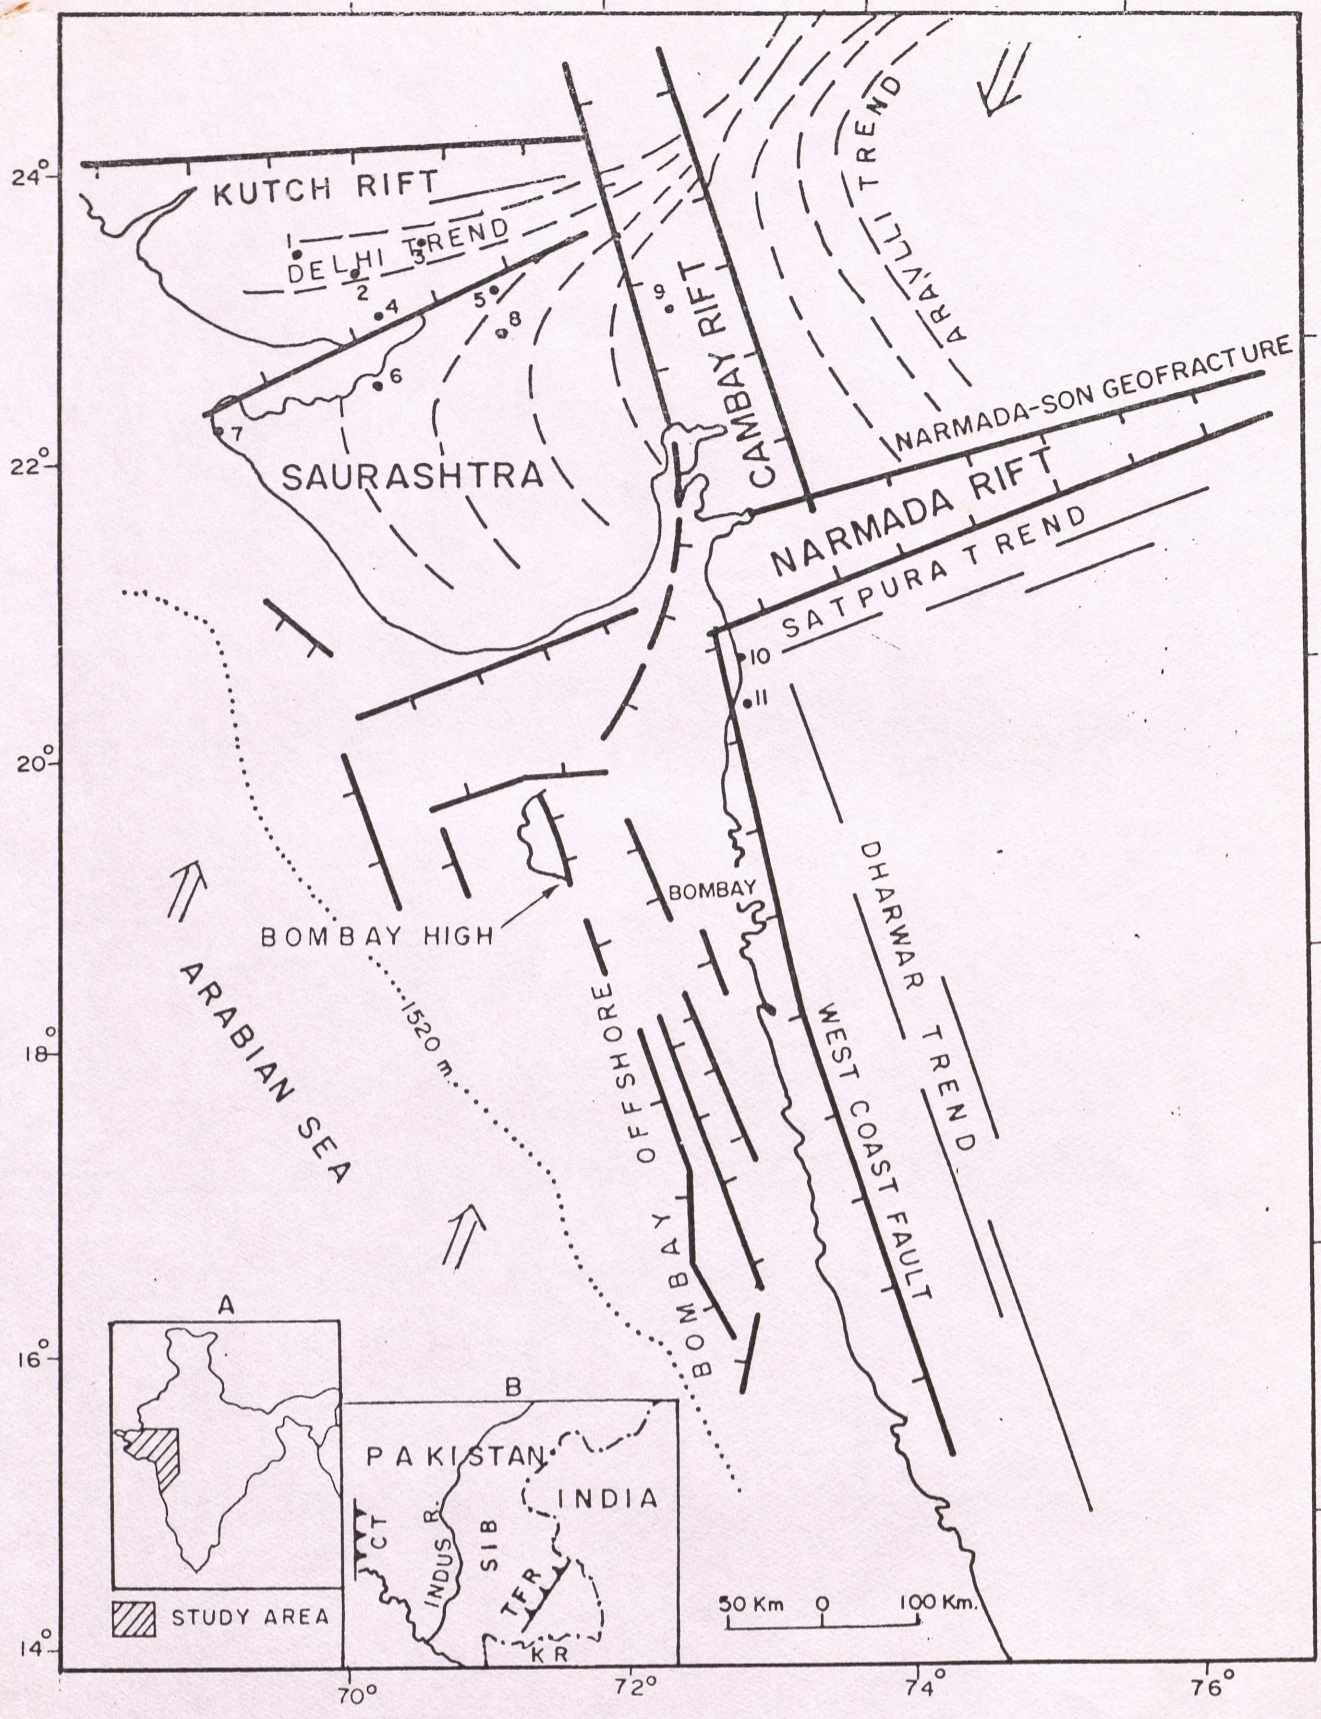 24°
22°
20°
18°
16°
14°
70°
72°
74°
76°
KUTCH RIFT
DELHI TREND
1
2
3
4
5
6
7
8
9
10
11
SAURASHTRA
CAMBAY RIFT
ARAVLLI TREND
NARMADA-SON GEOFRACTURE
NARMADA RIFT
SATPURA TREND
DHARWAR TREND
WEST COAST FAULT
BOMBAY
BOMBAY HIGH
BOMBAY OFFSHORE
ARABIAN SEA
1520 m.
A
STUDY AREA
B
PAKISTAN
INDIA
CT
INDUS R.
SIB
TFR
KR
50 Km 0 100 Km.